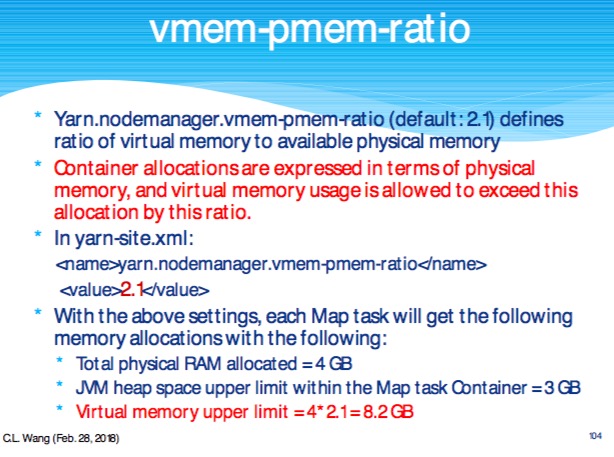 vmem-pmem-ratio
* Yarn.nodemanager.vmem-pmem-ratio (default: 2.1) defines
ratio of virtual memory to available physical memory
* Container allocations are expressed in terms of physical
memory, and virtual memory usage is allowed to exceed this
allocation by this ratio.
* In yarn-site.xml:
<name>yarn.nodemanager.vmem-pmem-ratio</name>
<value>2.1</value>
* With the above settings, each Map task will get the following
memory allocations with the following:
* Total physical RAM allocated = 4 GB
* JVM heap space upper limit within the Map task Container = 3 GB
* Virtual memory upper limit = 4*2.1 = 8.2 GB
C.L. Wang (Feb. 28, 2018)
104